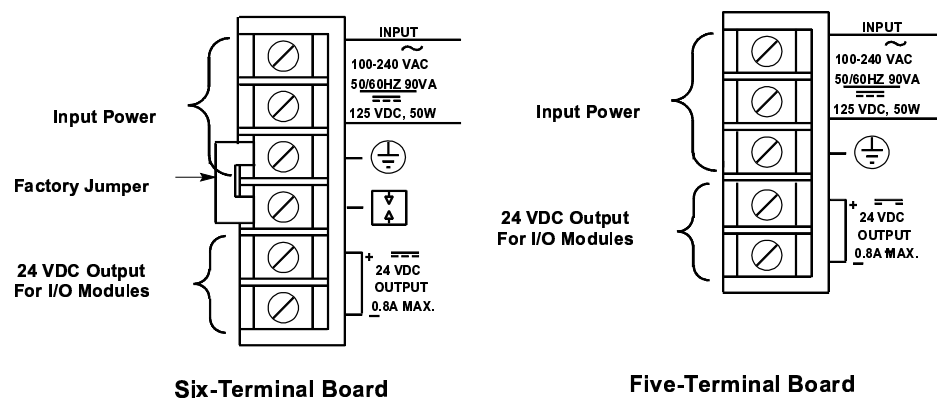 INPUT
100-240 VAC
50/60HZ 90VA
125 VDC, 50W
Input Power
Factory Jumper
24 VDC Output
For I/O Modules
+
24 VDC
OUTPUT
0.8A MAX.
Six-Terminal Board
INPUT
100-240 VAC
50/60HZ 90VA
125 VDC, 50W
Input Power
24 VDC Output
For I/O Modules
+
24 VDC
OUTPUT
0.8A MAX.
Five-Terminal Board